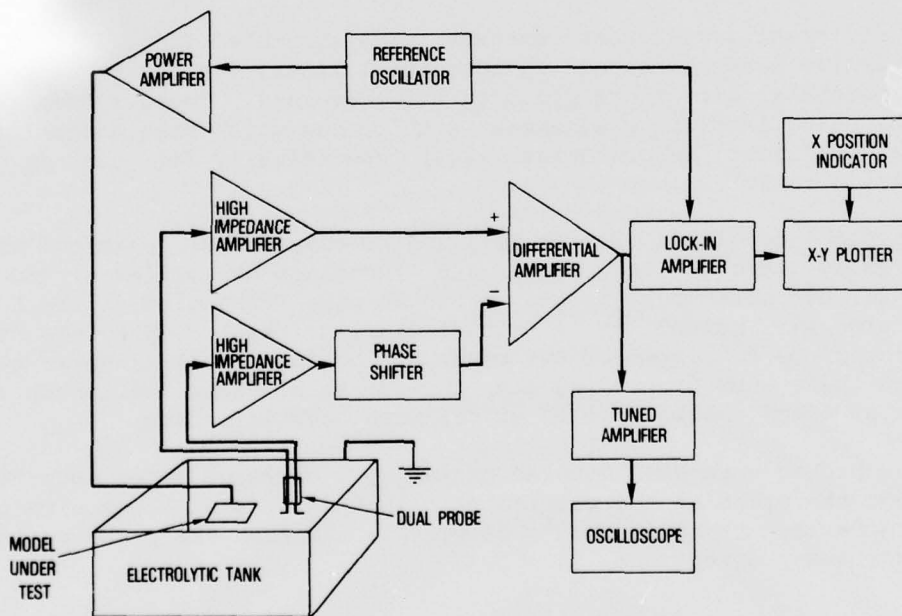 POWER
AMPLIFIER
REFERENCE
OSCILLATOR
X POSITION
INDICATOR
HIGH
IMPEDANCE
AMPLIFIER
+
DIFFERENTIAL
AMPLIFIER
LOCK-IN
AMPLIFIER
X-Y PLOTTER
−
HIGH
IMPEDANCE
AMPLIFIER
PHASE
SHIFTER
TUNED
AMPLIFIER
DUAL PROBE
OSCILLOSCOPE
MODEL
UNDER
TEST
ELECTROLYTIC TANK